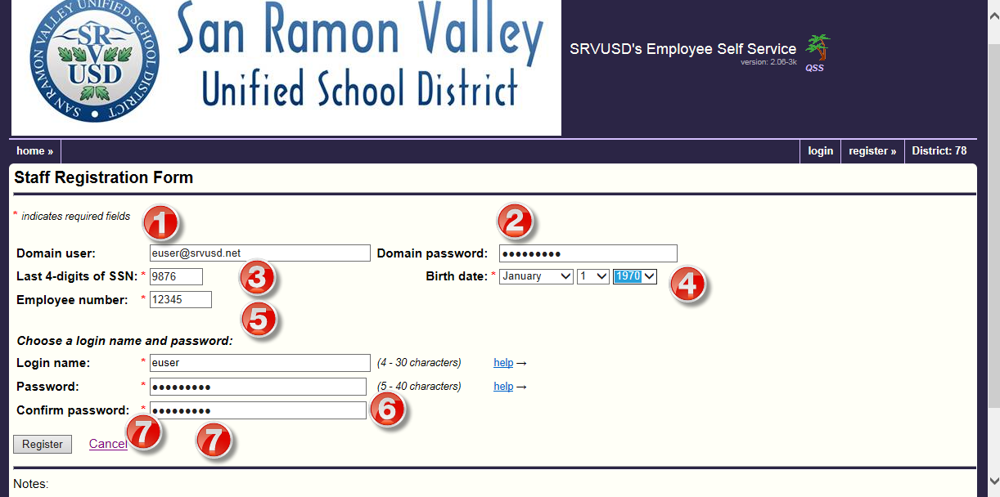 SAN RAMON VALLEY UNIFIED SCHOOL DISTRICT
SR
V
USD
San Ramon Valley
Unified School District
SRVUSD's Employee Self Service
version: 2.06-3k
QSS
home »
login
register »
District: 78
Staff Registration Form
* indicates required fields
1
2
Domain user: euser@srvusd.net Domain password: ●●●●●●●●●
Last 4-digits of SSN: * 9876 3 Birth date: * January 1 1970 4
Employee number: * 12345
5
Choose a login name and password:
Login name: * euser (4 - 30 characters) help →
Password: * ●●●●●●●●● (5 - 40 characters) help →
Confirm password: * ●●●●●●●●● 6
Register Cancel 7 7
Notes: